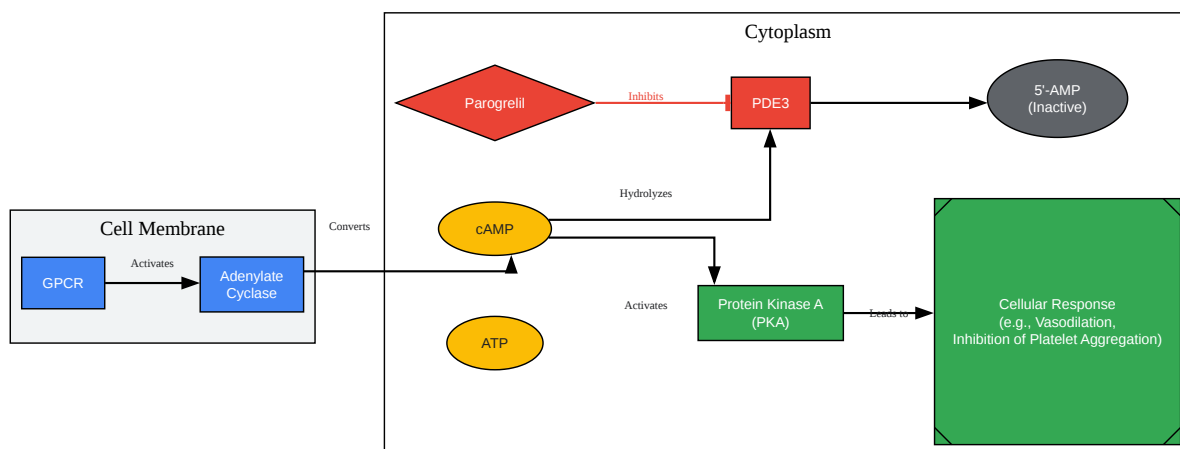 Cytoplasm
Parogrelil
Inhibits
PDE3
5'-AMP
(Inactive)
Hydrolyzes
Cell Membrane
Converts
cAMP
GPCR
Activates
Adenylate
Cyclase
Activates
Protein Kinase A
(PKA)
Leads to
Cellular Response
(e.g., Vasodilation,
Inhibition of Platelet Aggregation)
ATP